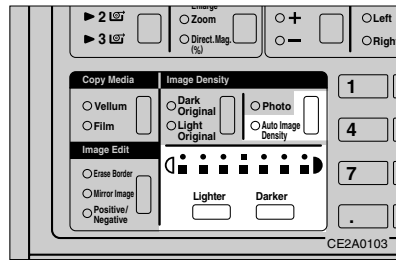 Enlarge
▶ 2
Zoom
+
Left
▶ 3
Direct. Mag.
(%)
–
Right
Copy Media
Image Density
Vellum
Film
Dark
Original
Light
Original
Photo
Auto Image
Density
1
4
7
.
Image Edit
Erase Border
Mirror Image
Positive/
Negative
Lighter
Darker
CE2A0103